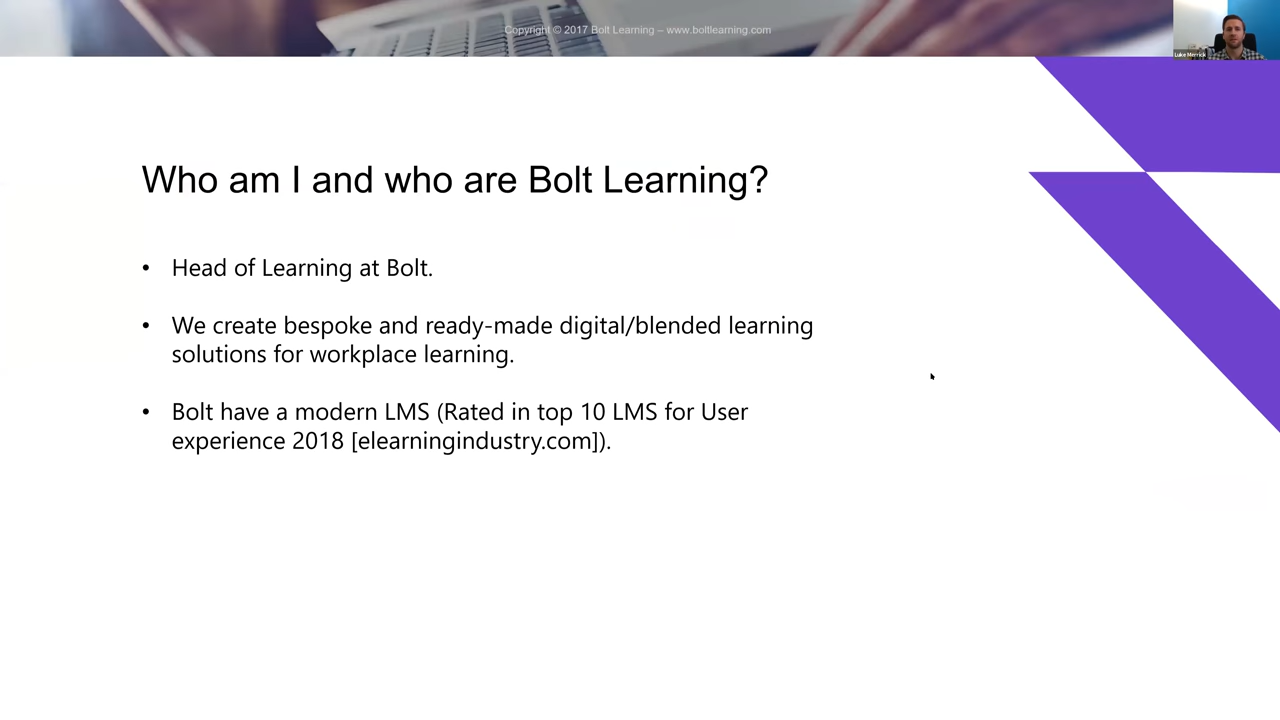 Copyright © 2017 Bolt Learning – www.boltlearning.com
Luke Merrick
Who am I and who are Bolt Learning?
• Head of Learning at Bolt.
• We create bespoke and ready-made digital/blended learning
solutions for workplace learning.
• Bolt have a modern LMS (Rated in top 10 LMS for User
experience 2018 [elearningindustry.com]).